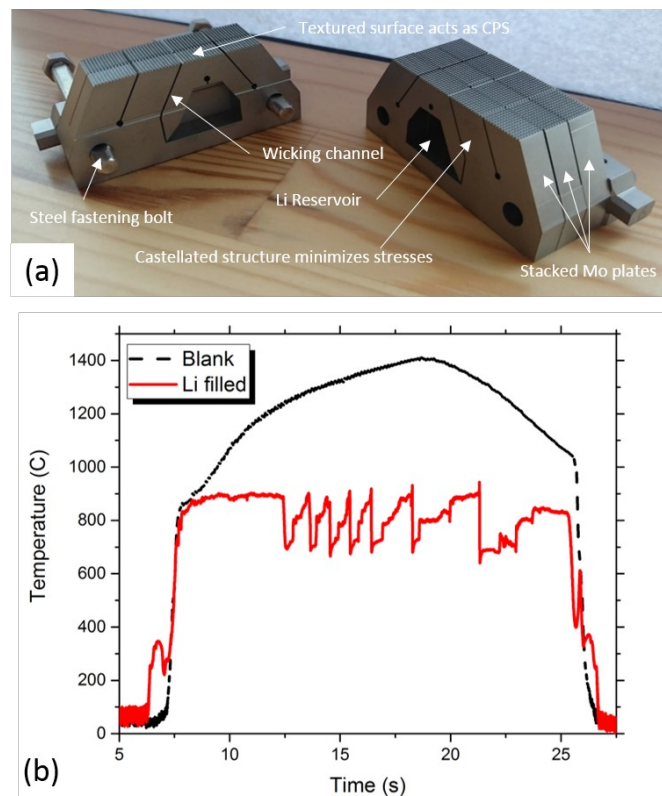 Textured surface acts as CPS
Wicking channel
Li Reservoir
Steel fastening bolt
Castellated structure minimizes stresses
Stacked Mo plates
(a)
Blank
Li filled
1400
1200
1000
800
600
400
200
0
Temperature (C)
5 10 15 20 25
Time (s)
(b)